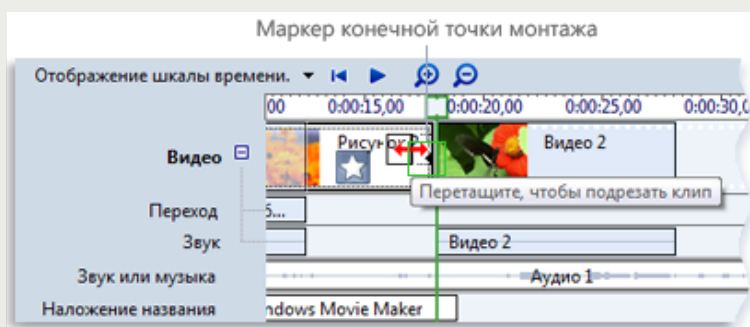 Маркер конечной точки монтажа
Отображение шкалы времени.
00 0:00:15,00 0:00:20,00 0:00:25,00 0:00:30,0
Видео Рисунок Видео 2
Перетащите, чтобы подрезать клип
Переход б...
Звук Видео 2
Звук или музыка Аудио 1
Наложение названия ndows Movie Maker